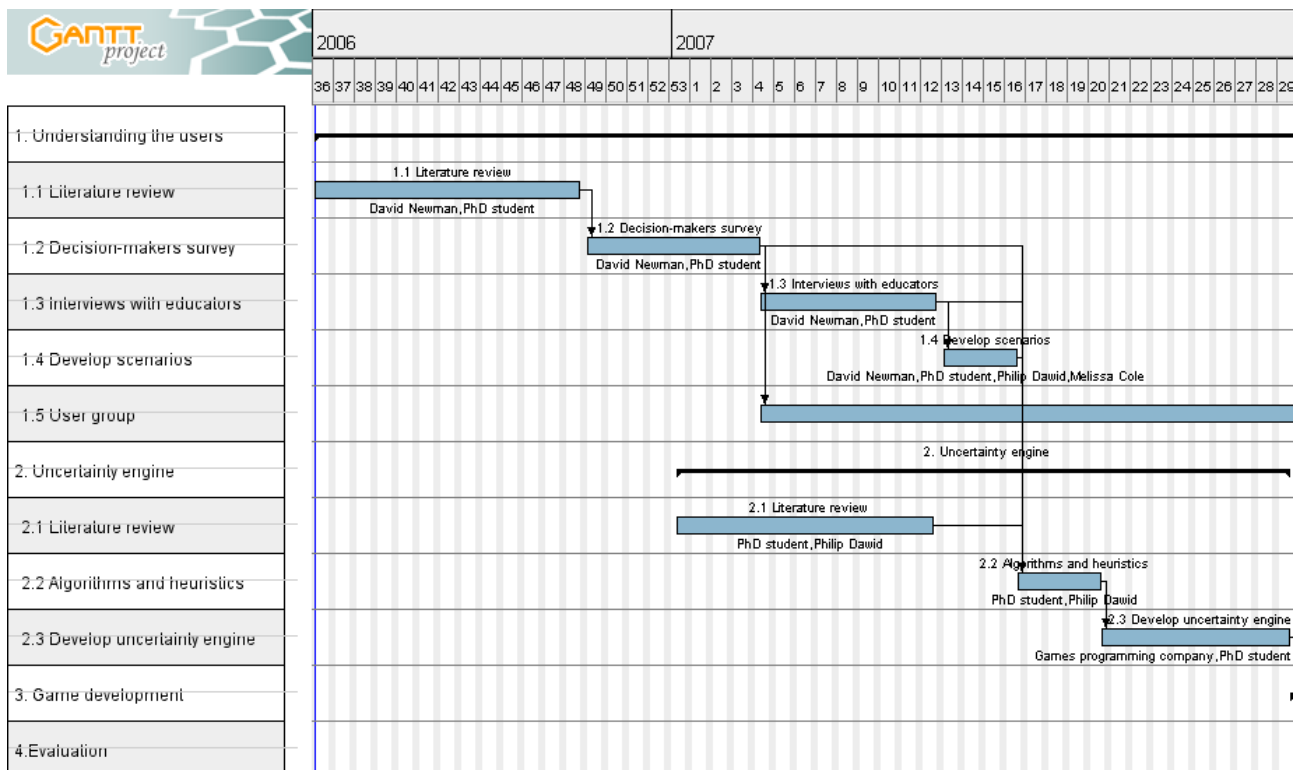 GANTT
project
2006 2007
36 37 38 39 40 41 42 43 44 45 46 47 48 49 50 51 52 53 1 2 3 4 5 6 7 8 9 10 11 12 13 14 15 16 17 18 19 20 21 22 23 24 25 26 27 28 29
1. Understanding the users
1.1 Literature review
1.1 Literature review
David Newman,PhD student
1.2 Decision-makers survey
1.2 Decision-makers survey
David Newman,PhD student
1.3 Interviews with educators
1.3 Interviews with educators
David Newman,PhD student
1.4 Develop scenarios
1.4 Develop scenarios
David Newman,PhD student,Philip Dawid,Melissa Cole
1.5 User group
2. Uncertainty engine
2. Uncertainty engine
2.1 Literature review
2.1 Literature review
PhD student,Philip Dawid
2.2 Algorithms and heuristics
2.2 Algorithms and heuristics
PhD student,Philip Dawid
2.3 Develop uncertainty engine
2.3 Develop uncertainty engine
Games programming company,PhD student
3. Game development
4.Evaluation